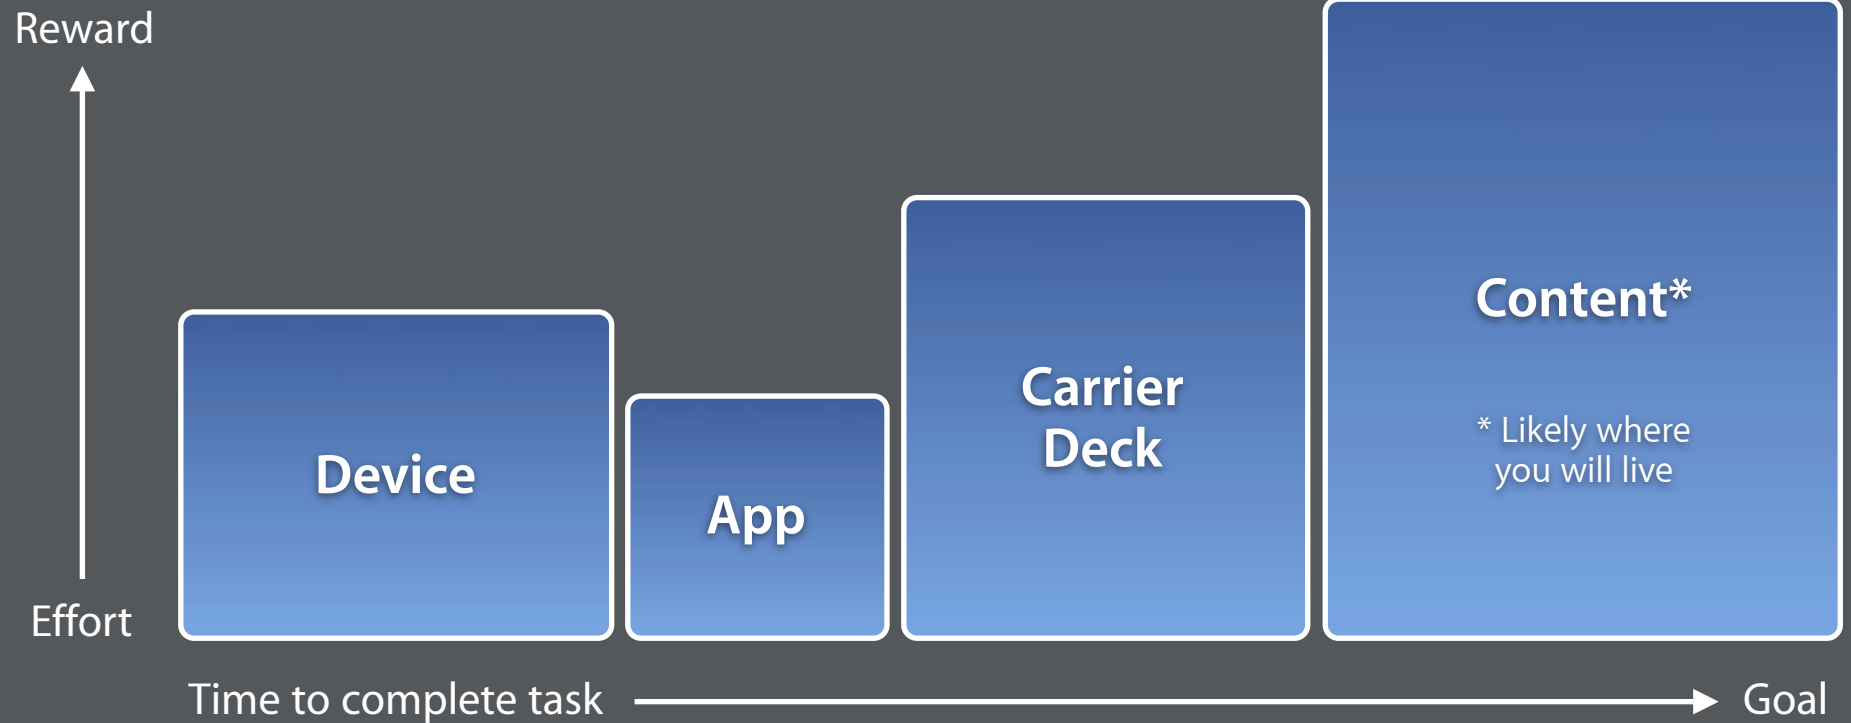 Reward
Effort
Device
App
Carrier
Deck
Content*
* Likely where
you will live
Time to complete task
Goal